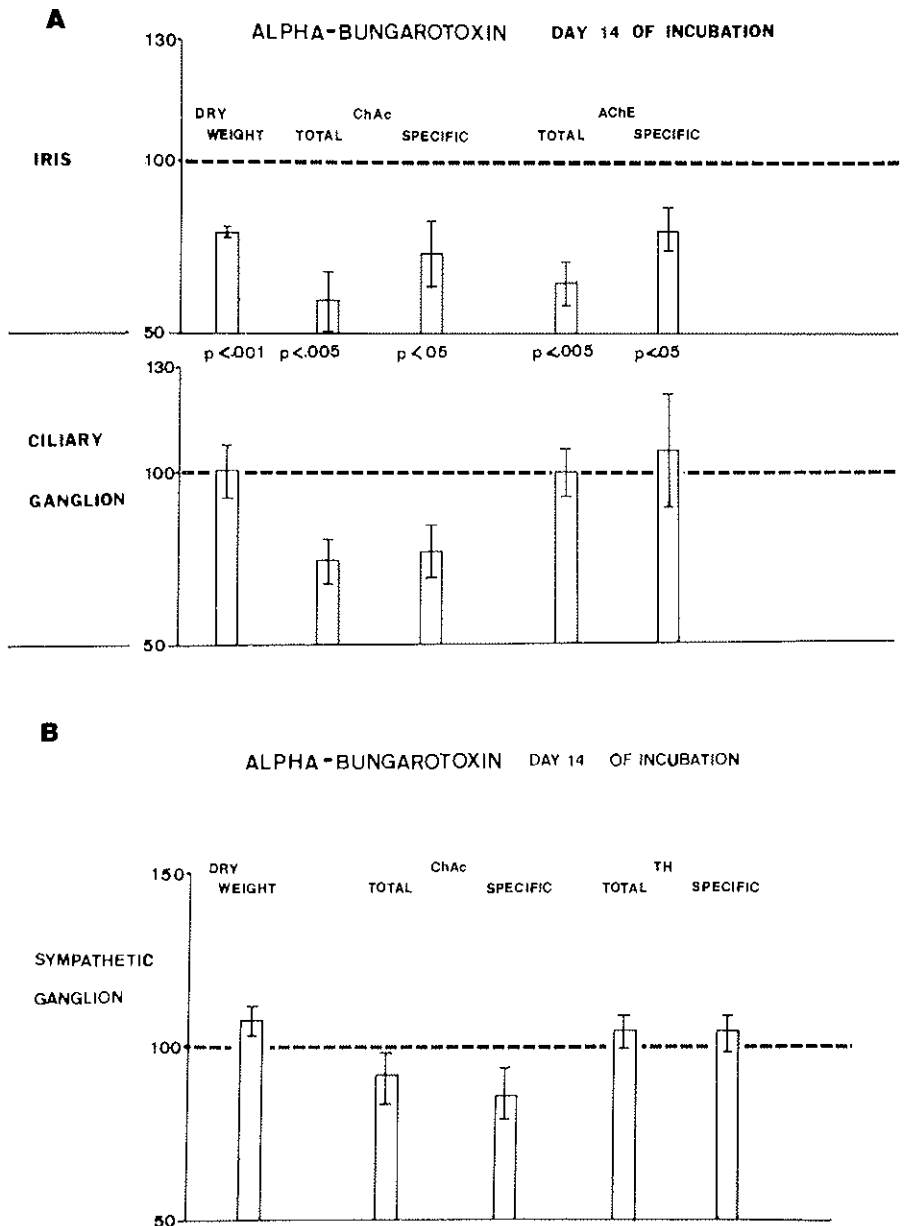 A
ALPHA-BUNGAROTOXIN DAY 14 OF INCUBATION
130
DRY ChAc AChE
WEIGHT TOTAL SPECIFIC TOTAL SPECIFIC
IRIS
100
50
p <.001 p <.005 p <.05 p <.005 p <.05
130
CILIARY
100
GANGLION
50
B
ALPHA-BUNGAROTOXIN DAY 14 OF INCUBATION
150
DRY ChAc TH
WEIGHT TOTAL SPECIFIC TOTAL SPECIFIC
SYMPATHETIC
GANGLION
100
50